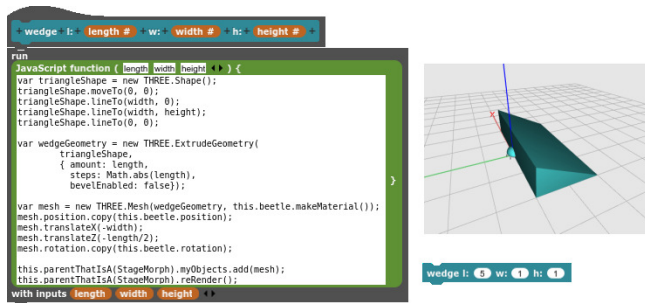 + wedge + l: + length # + w: + width # + h: + height # +
run
JavaScript function ( length width height ) {
var triangleShape = new THREE.Shape();
triangleShape.moveTo(0, 0);
triangleShape.lineTo(width, 0);
triangleShape.lineTo(width, height);
triangleShape.lineTo(0, 0);
var wedgeGeometry = new THREE.ExtrudeGeometry(
triangleShape,
{ amount: length,
steps: Math.abs(length),
bevelEnabled: false});
}
var mesh = new THREE.Mesh(wedgeGeometry, this.beetle.makeMaterial());
mesh.position.copy(this.beetle.position);
mesh.translateX(-width);
mesh.translateZ(-length/2);
mesh.rotation.copy(this.beetle.rotation);
this.parentThatIsA(StageMorph).myObjects.add(mesh);
this.parentThatIsA(StageMorph).reRender();
with inputs length width height
x
wedge l: 5 w: 1 h: 1